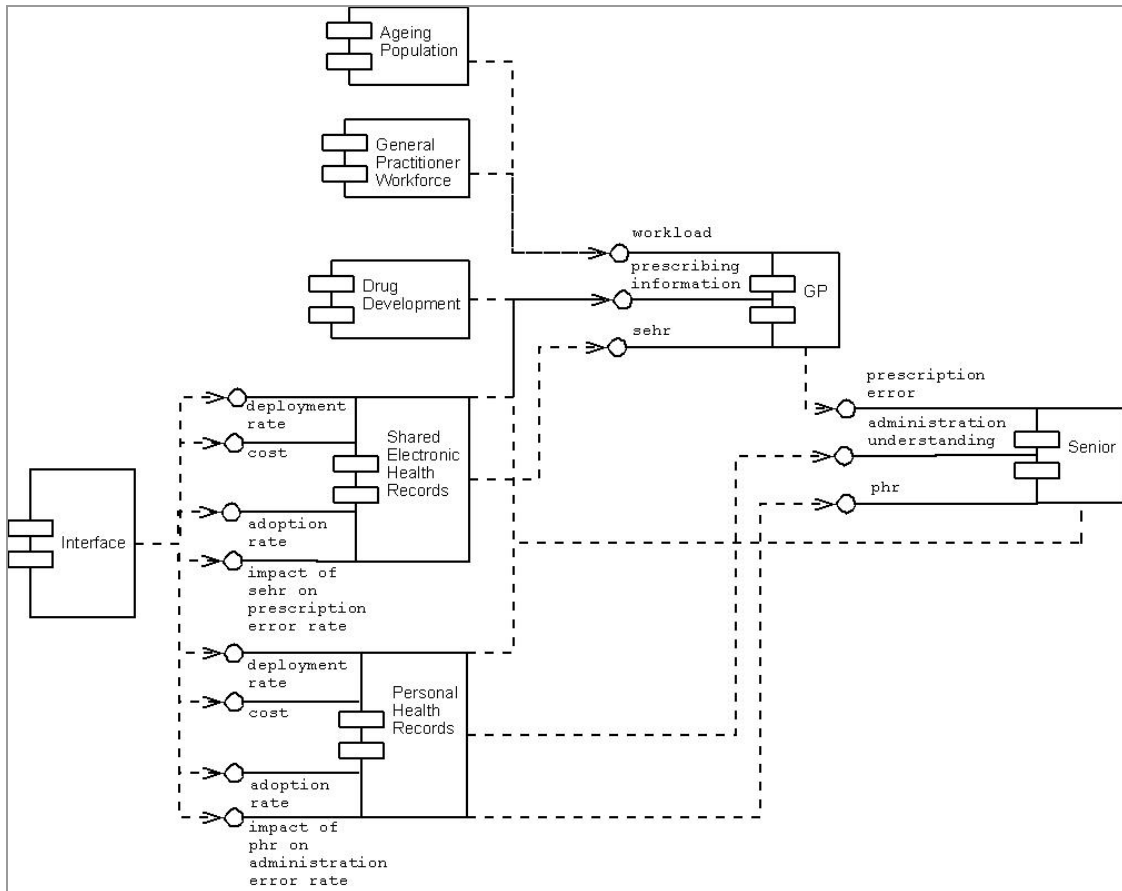 Ageing
Population
General
Practitioner
Workforce
workload
prescribing
information
GP
Drug
Development
sehr
prescription
error
deployment
rate
administration
understanding
Senior
Shared
Electronic
Health
Records
cost
phr
adoption
rate
Interface
impact of
sehr on
prescription
error rate
deployment
rate
Personal
Health
Records
cost
adoption
rate
impact of
phr on
administration
error rate